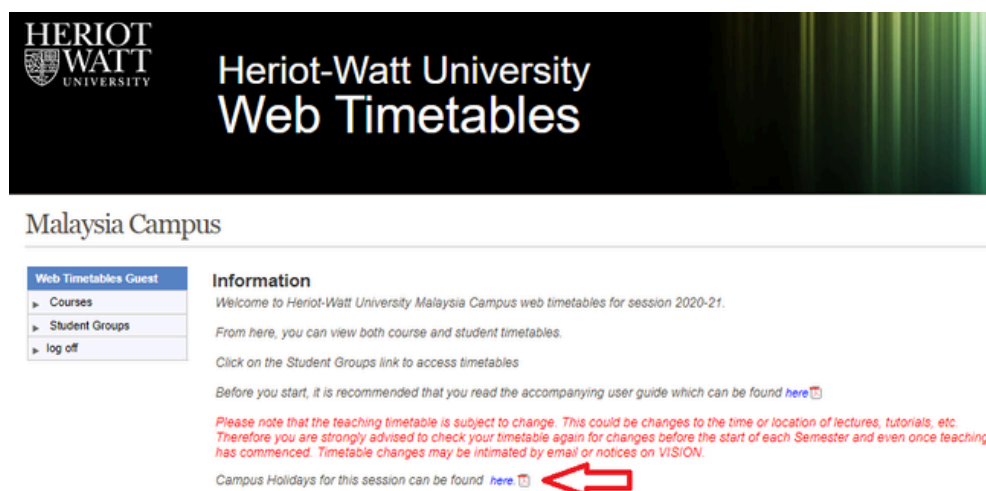 HERIOT
WATT
UNIVERSITY
Heriot-Watt University
Web Timetables
Malaysia Campus
Web Timetables Guest
Courses
Student Groups
log off
Information
Welcome to Heriot-Watt University Malaysia Campus web timetables for session 2020-21.
From here, you can view both course and student timetables.
Click on the Student Groups link to access timetables
Before you start, it is recommended that you read the accompanying user guide which can be found here
Please note that the teaching timetable is subject to change. This could be changes to the time or location of lectures, tutorials, etc.
Therefore you are strongly advised to check your timetable again for changes before the start of each Semester and even once teaching
has commenced. Timetable changes may be intimated by email or notices on VISION.
Campus Holidays for this session can be found here.